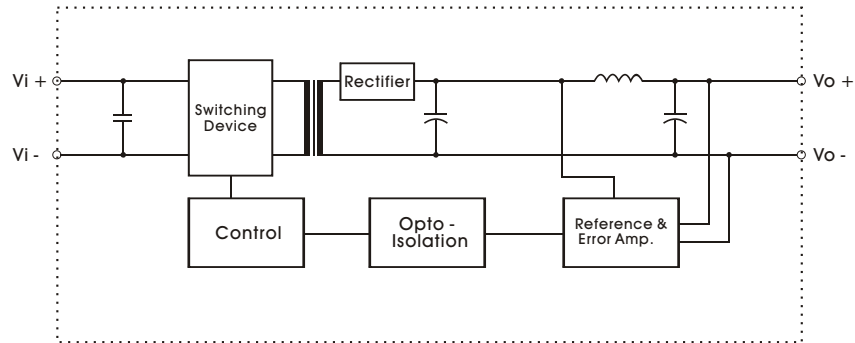 Vi +
Vi -
Switching
Device
Rectifier
Vo +
Vo -
Control
Opto -
Isolation
Reference &
Error Amp.